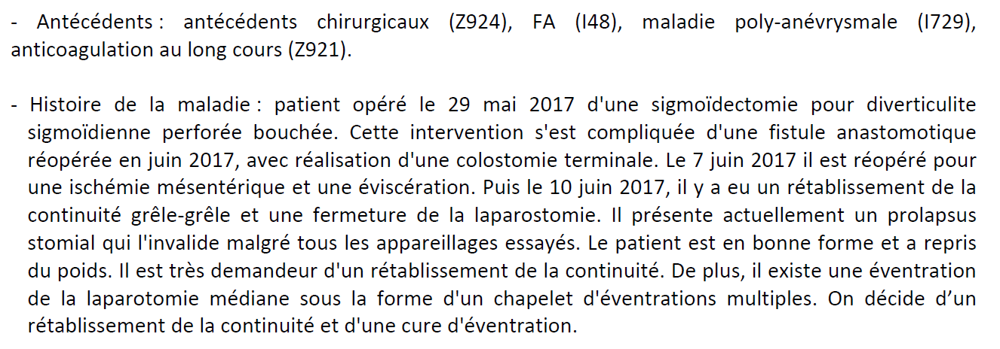 - Antécédents : antécédents chirurgicaux (Z924), FA (I48), maladie poly-anévrysmale (I729),
anticoagulation au long cours (Z921).
- Histoire de la maladie : patient opéré le 29 mai 2017 d'une sigmoïdectomie pour diverticulite
sigmoïdienne perforée bouchée. Cette intervention s'est compliquée d'une fistule anastomotique
réopérée en juin 2017, avec réalisation d'une colostomie terminale. Le 7 juin 2017 il est réopéré pour
une ischémie mésentérique et une éviscération. Puis le 10 juin 2017, il y a eu un rétablissement de la
continuité grêle-grêle et une fermeture de la laparostomie. Il présente actuellement un prolapsus
stomial qui l'invalide malgré tous les appareillages essayés. Le patient est en bonne forme et a repris
du poids. Il est très demandeur d'un rétablissement de la continuité. De plus, il existe une éventration
de la laparotomie médiane sous la forme d'un chapelet d'éventrations multiples. On décide d’un
rétablissement de la continuité et d'une cure d'éventration.